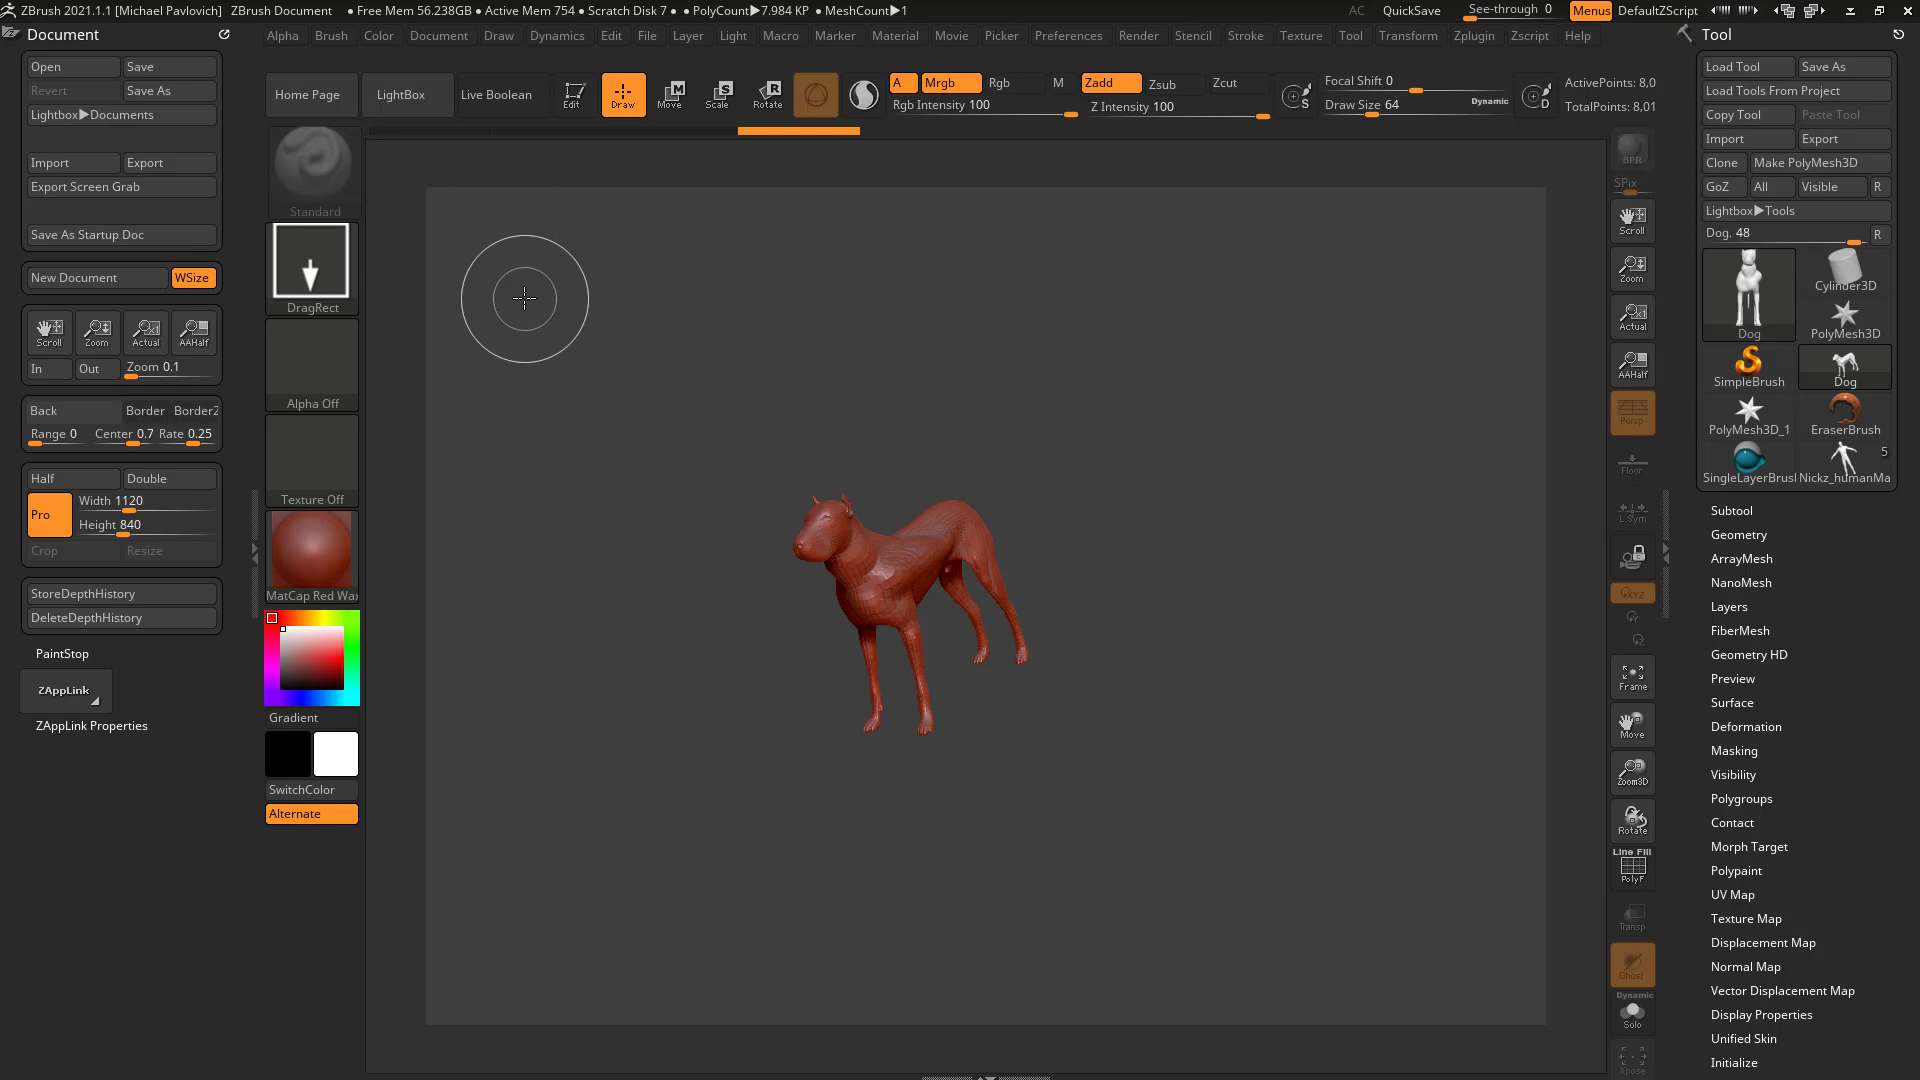 ZBrush 2021.1.1 [Michael Pavlovich] ZBrush Document ● Free Mem 56.238GB ● Active Mem 754 ● Scratch Disk 7 ● ● PolyCount▶7.984 KP ● MeshCount▶1 AC QuickSave See-through 0 Menus DefaultZScript
Document Alpha Brush Color Document Draw Dynamics Edit File Layer Light Macro Marker Material Movie Picker Preferences Render Stencil Stroke Texture Tool Transform Zplugin Zscript Help Tool
Open Save
Revert Save As
Lightbox▶Documents
Import Export
Export Screen Grab
Save As Startup Doc
New Document WSize
Scroll Zoom Actual AAHalf
In Out Zoom 0.1
Back Border Border2
Range 0 Center 0.7 Rate 0.25
Half Double
Pro Width 1120
Height 840
Crop Resize
StoreDepthHistory
DeleteDepthHistory
PaintStop
ZAppLink
ZAppLink Properties
Home Page LightBox Live Boolean Edit Draw Move Scale Rotate
A Mrgb Rgb M Zadd Zsub Zcut
Rgb Intensity 100 Z Intensity 100
S Focal Shift 0
Draw Size 64 Dynamic
D ActivePoints: 8,0
TotalPoints: 8,01
Standard
DragRect
Alpha Off
Texture Off
MatCap Red Wax
Gradient
SwitchColor
Alternate
BPR
SPix
Scroll
Zoom
Actual
AAHalf
Persp
Floor
L.Sym
XYZ
Frame
Move
Zoom3D
Rotate
Line Fill
PolyF
Transp
Ghost
Dynamic
Solo
Xpose
Load Tool Save As
Load Tools From Project
Copy Tool Paste Tool
Import Export
Clone Make PolyMesh3D
GoZ All Visible R
Lightbox▶Tools
Dog. 48 R
Dog Cylinder3D
PolyMesh3D
SimpleBrush Dog
PolyMesh3D_1 EraserBrush
5
SingleLayerBrusl Nickz_humanMa
Subtool
Geometry
ArrayMesh
NanoMesh
Layers
FiberMesh
Geometry HD
Preview
Surface
Deformation
Masking
Visibility
Polygroups
Contact
Morph Target
Polypaint
UV Map
Texture Map
Displacement Map
Normal Map
Vector Displacement Map
Display Properties
Unified Skin
Initialize